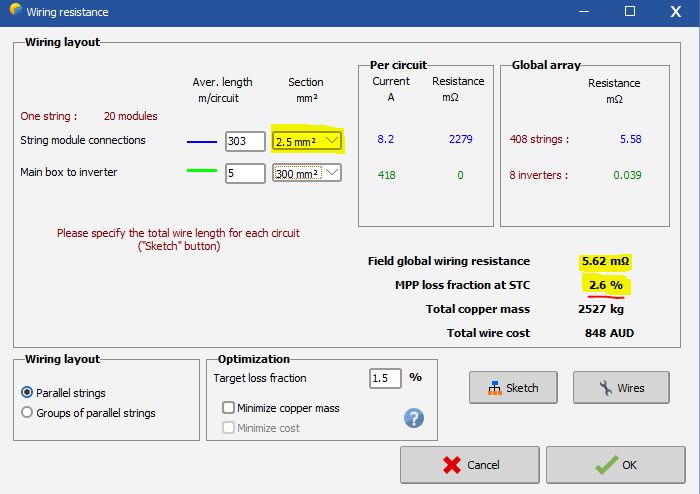 Wiring resistance
Wiring layout
Aver. length Section
m/circuit mm²
One string : 20 modules
String module connections 303 2.5 mm²
Main box to inverter 5 300 mm²
Please specify the total wire length for each circuit
("Sketch" button)
Per circuit
Current Resistance
A mΩ
8.2 2279
418 0
Global array
Resistance
mΩ
408 strings : 5.58
8 inverters : 0.039
Field global wiring resistance 5.62 mΩ
MPP loss fraction at STC 2.6 %
Total copper mass 2527 kg
Total wire cost 848 AUD
Wiring layout
Parallel strings
Groups of parallel strings
Optimization
Target loss fraction 1.5 %
Minimize copper mass
Minimize cost
?
Sketch
Wires
Cancel
OK